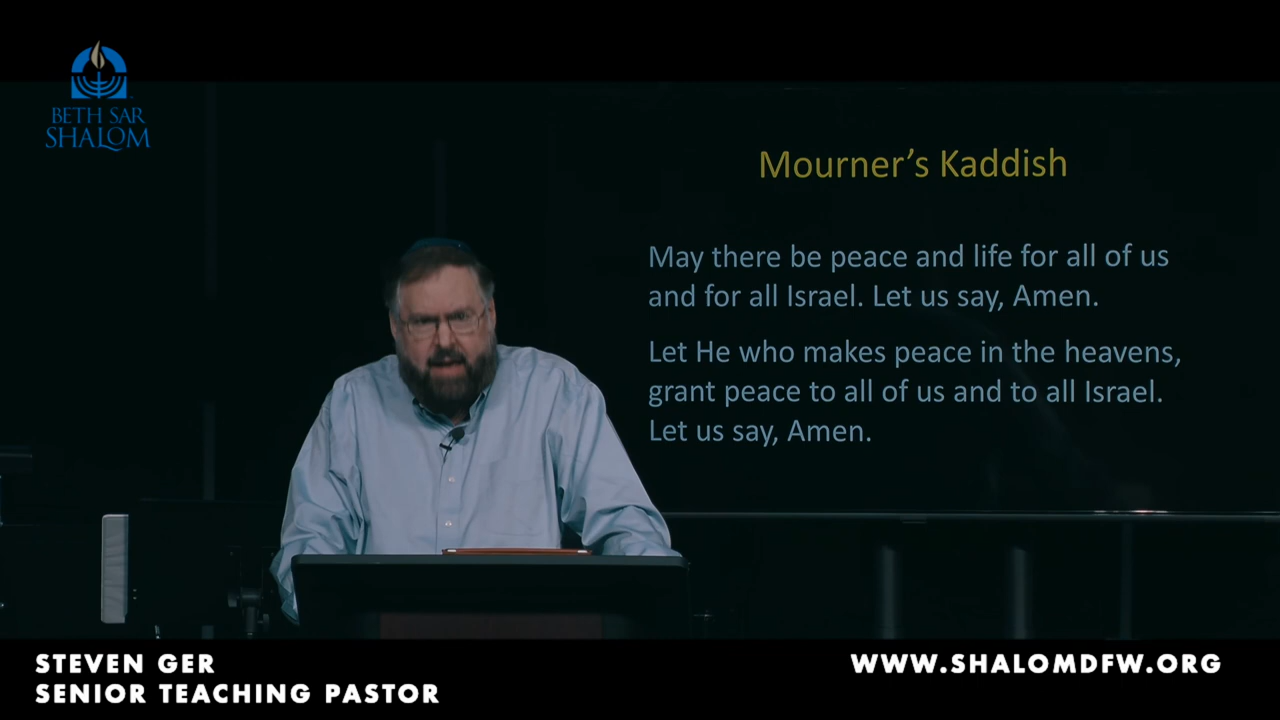 BETH SAR
SHALOM
Mourner’s Kaddish
May there be peace and life for all of us
and for all Israel. Let us say, Amen.
Let He who makes peace in the heavens,
grant peace to all of us and to all Israel.
Let us say, Amen.
STEVEN GER
SENIOR TEACHING PASTOR
WWW.SHALOMDFW.ORG